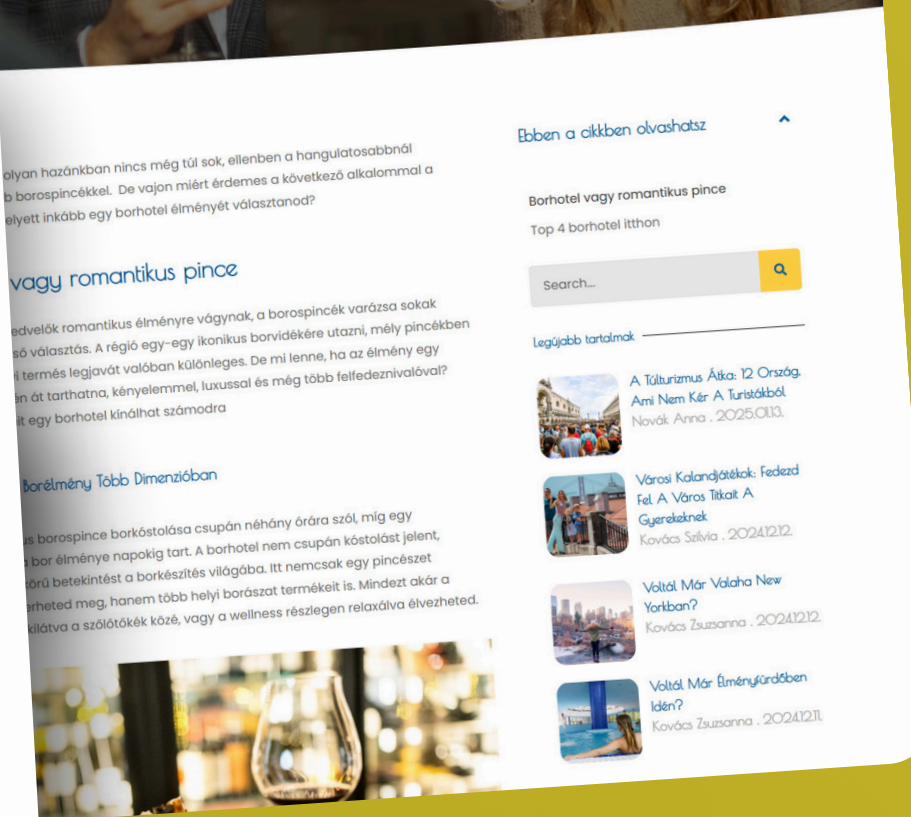 olyan hazánkban nincs még túl sok, ellenben a hangulatosabbnál
b borospincékkel. De vajon miért érdemes a következő alkalommal a
elyett inkább egy borhotel élményét választanod?
vagy romantikus pince
edvelők romantikus élményre vágynak, a borospincék varázsa sokak
ső választás. A régió egy-egy ikonikus borvidékére utazni, mély pincékben
i termés legjavát valóban különleges. De mi lenne, ha az élmény egy
én át tarthatna, kényelemmel, luxussal és még több felfedeznivalóval?
it egy borhotel kínálhat számodra
Borélmény Több Dimenzióban
us borospince borkóstolása csupán néhány órára szól, míg egy
bor élménye napokig tart. A borhotel nem csupán kóstolást jelent,
körű betekintést a borkészítés világába. Itt nemcsak egy pincészet
erheted meg, hanem több helyi borászat termékeit is. Mindezt akár a
kilátva a szőlőtőkék közé, vagy a wellness részlegen relaxálva élvezheted.
Ebben a cikkben olvashatsz
Borhotel vagy romantikus pince
Top 4 borhotel itthon
Search...
Legújabb tartalmak
A Túlturizmus Átka: 12 Ország,
Ami Nem Kér A Turistákból
Novák Anna . 2025.01.13.
Városi Kalandjátékok: Fedezd
Fel A Város Titkait A
Gyerekeknek
Kovács Szilvia . 2024.12.12.
Voltál Már Valaha New
Yorkban?
Kovács Zsuzsanna . 2024.12.12.
Voltál Már Élményfürdőben
Idén?
Kovács Zsuzsanna . 2024.12.11.